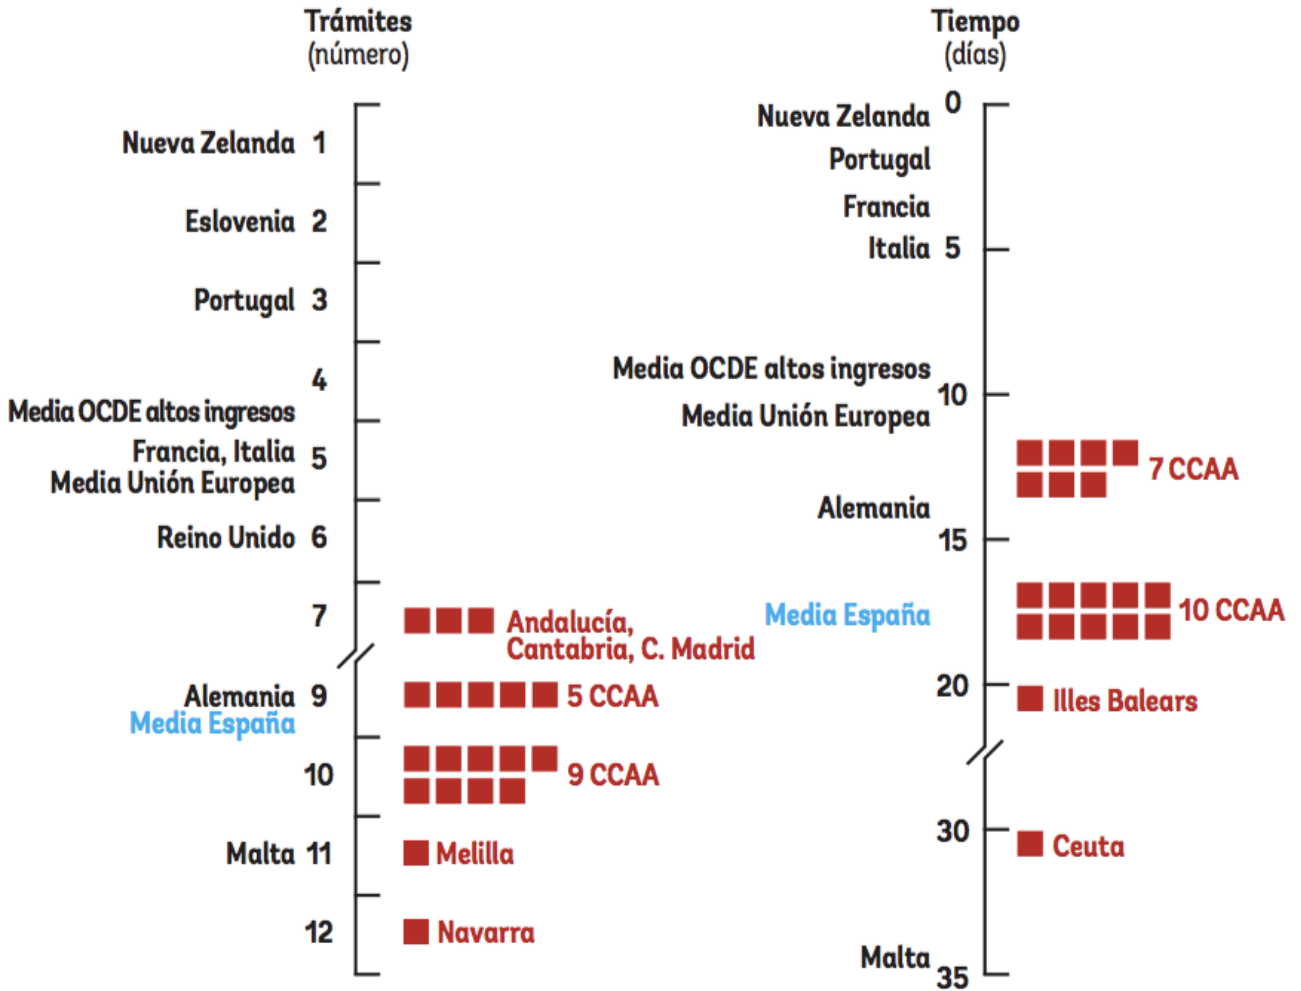 Trámites
(número)
Nueva Zelanda 1
Eslovenia 2
Portugal 3
4
Media OCDE altos ingresos
Francia, Italia 5
Media Unión Europea
Reino Unido 6
7
Andalucía,
Cantabria, C. Madrid
Alemania 9
5 CCAA
Media España
10
9 CCAA
Malta 11
Melilla
12
Navarra
Tiempo
(días)
0
Nueva Zelanda
Portugal
Francia
Italia 5
Media OCDE altos ingresos
10
Media Unión Europea
7 CCAA
Alemania
15
Media España
10 CCAA
20
Illes Balears
30
Ceuta
Malta
35